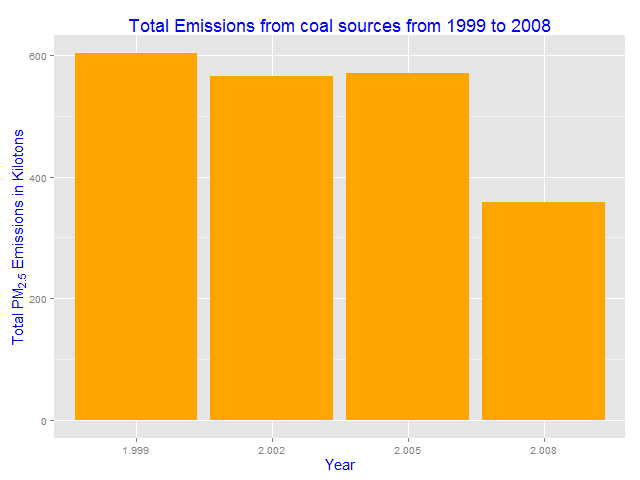 Total Emissions from coal sources from 1999 to 2008
Total PM2.5 Emissions in Kilotons
600
400
200
0
1.999 2.002 2.005 2.008
Year